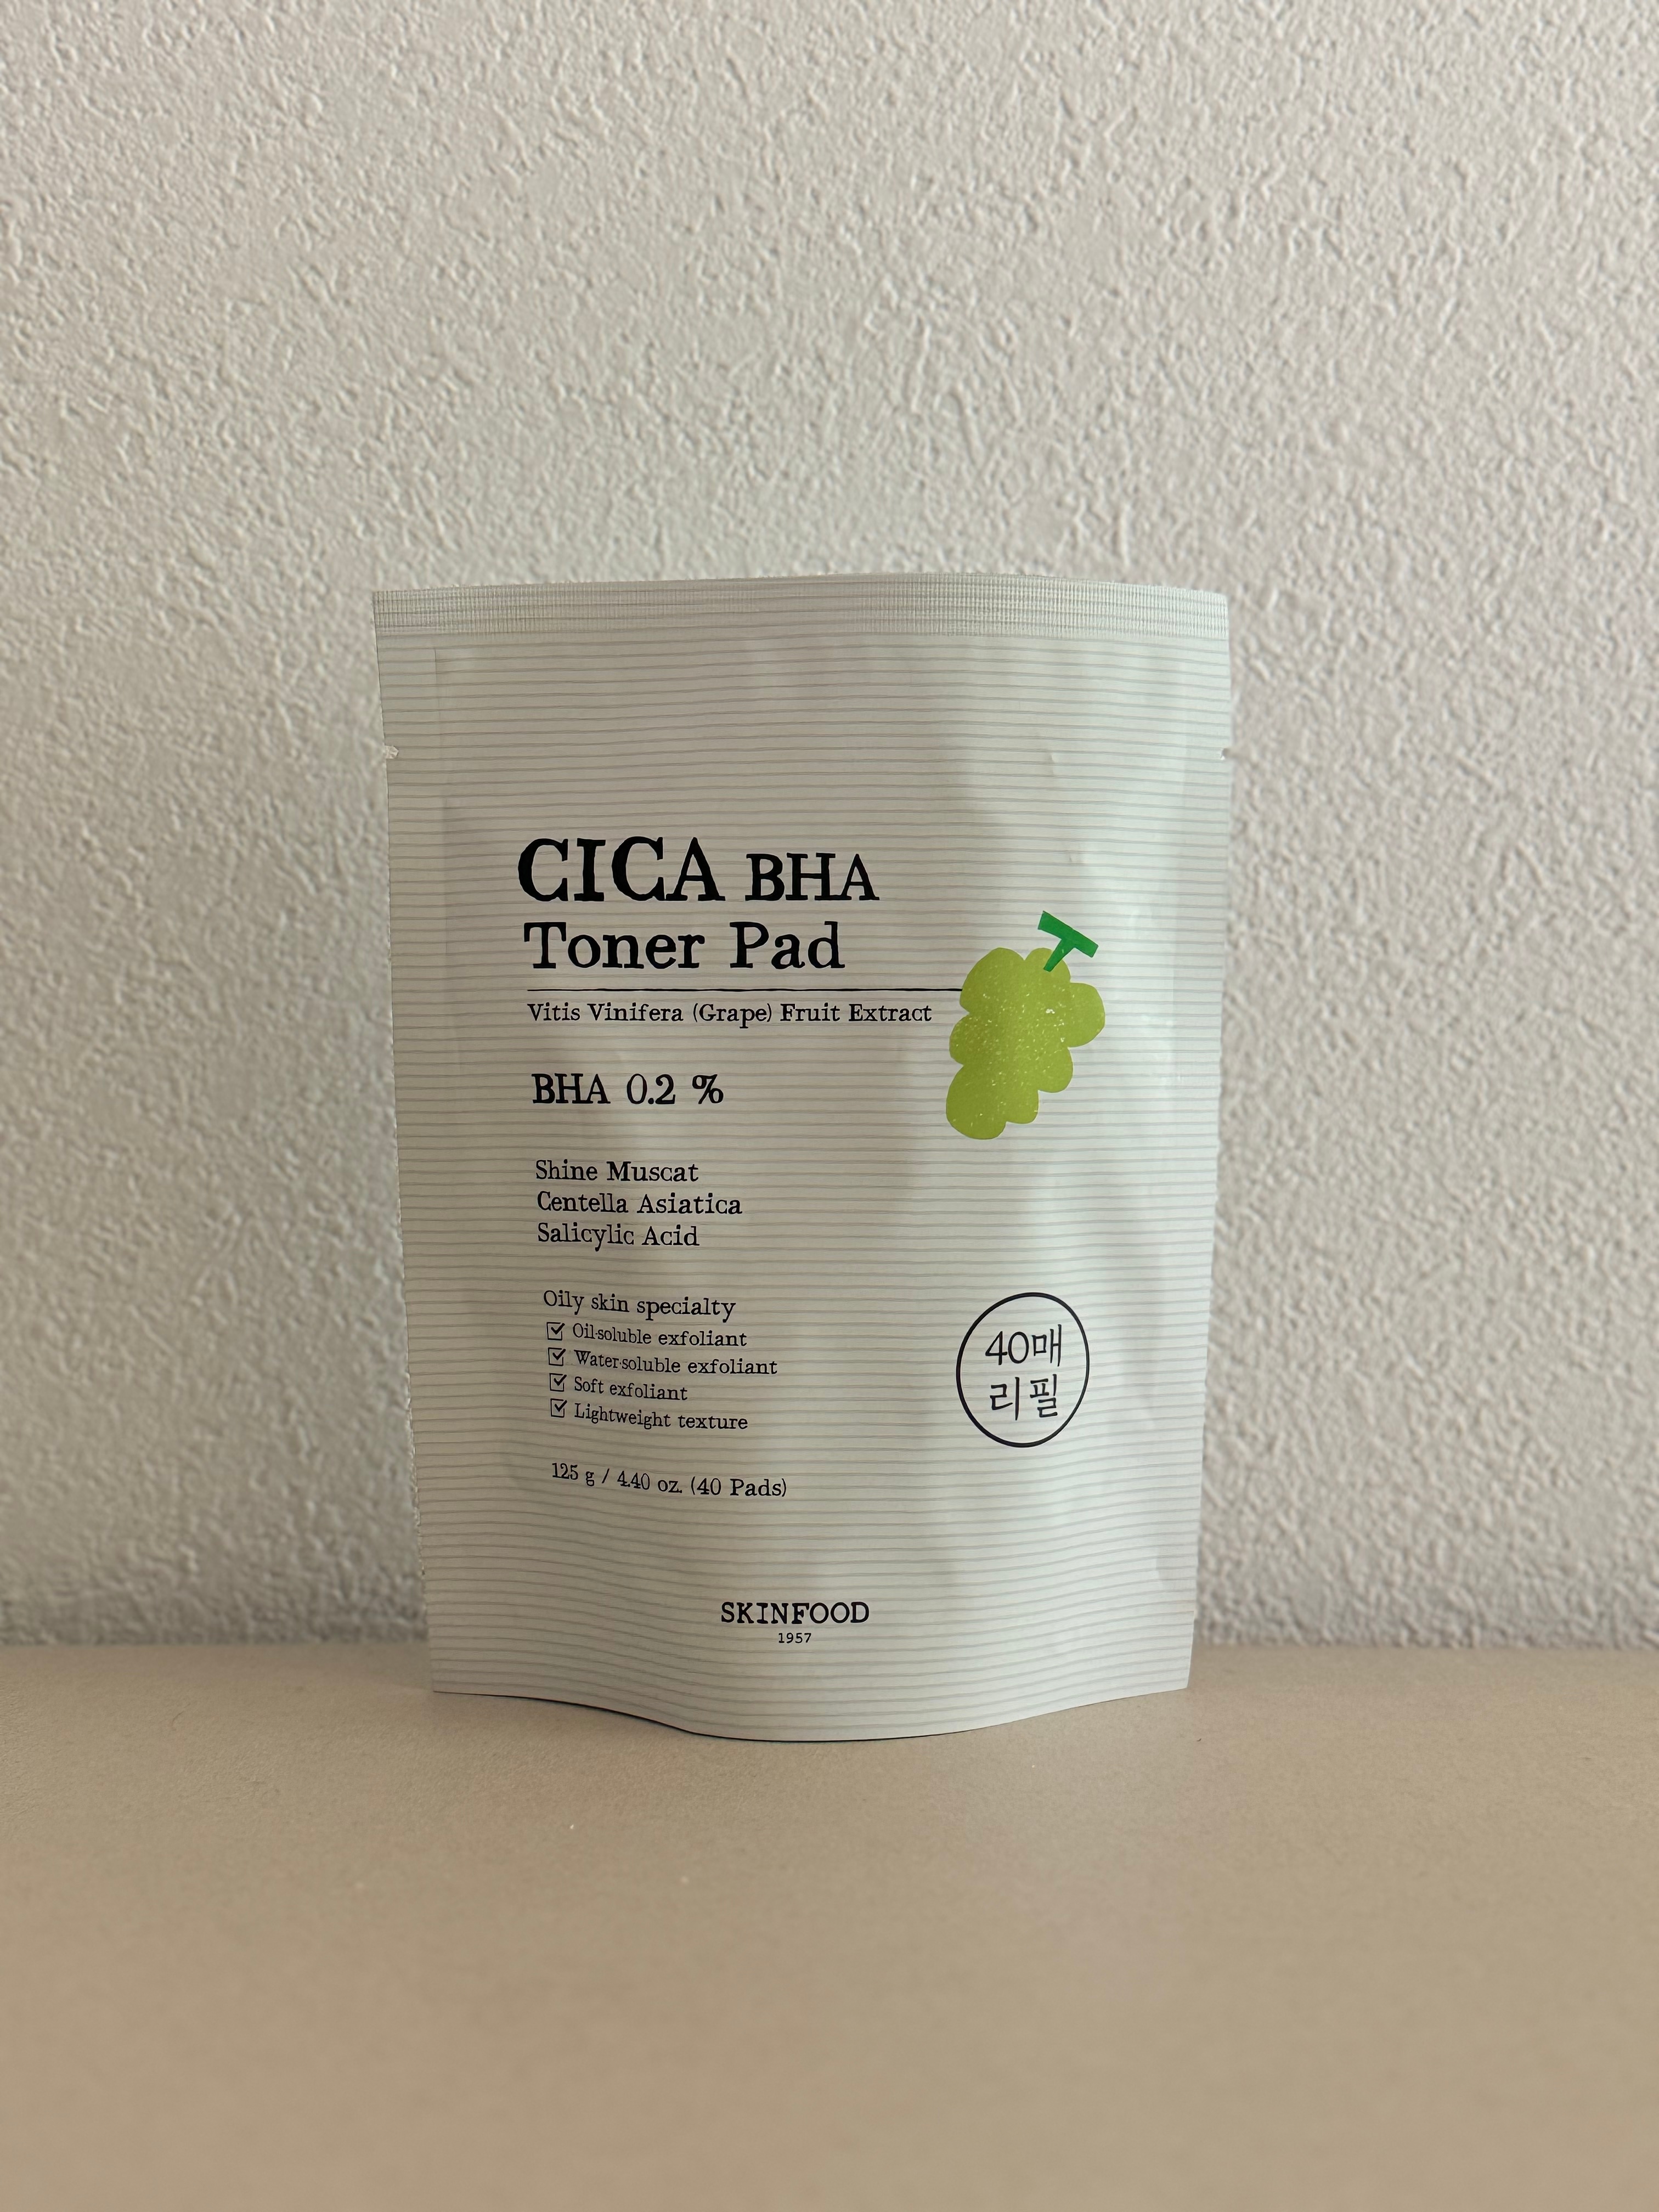 CICA BHA
Toner Pad
Vitis Vinifera (Grape) Fruit Extract
BHA 0.2 %
Shine Muscat
Centella Asiatica
Salicylic Acid
Oily skin specialty
Oil-soluble exfoliant
Water-soluble exfoliant
Soft exfoliant
Lightweight texture
40매
리필
125 g / 4.40 oz. (40 Pads)
SKINFOOD
1957